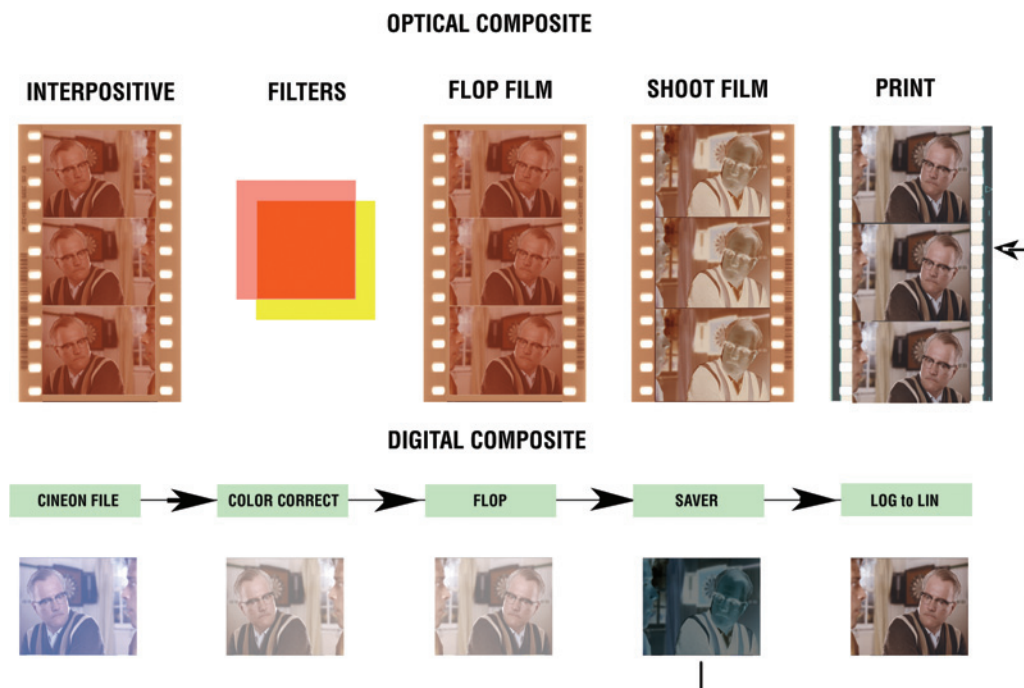 OPTICAL COMPOSITE
INTERPOSITIVE FILTERS FLOP FILM SHOOT FILM PRINT
DIGITAL COMPOSITE
CINEON FILE COLOR CORRECT FLOP SAVER LOG to LIN